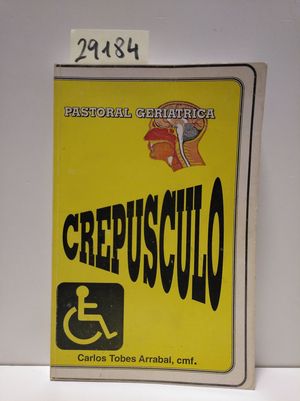 29184
PASTORAL GERIATRICA
CREPUSCULO
Carlos Tobes Arrabal, cmf.